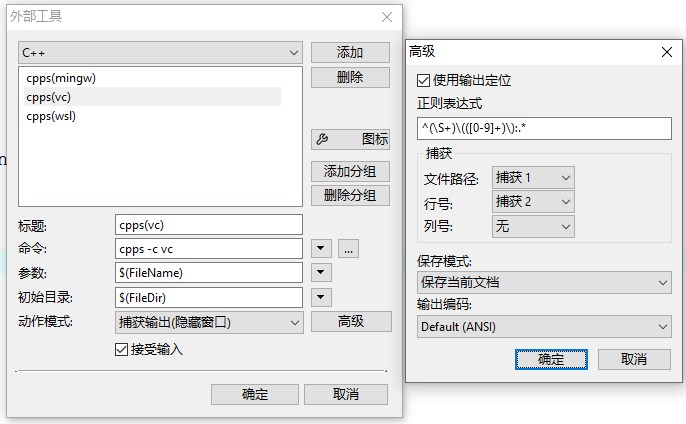 外部工具
C++
添加
cpps(mingw)
删除
cpps(vc)
cpps(wsl)
图标
添加分组
删除分组
标题:
cpps(vc)
命令:
cpps -c vc
...
参数:
$(FileName)
初始目录:
$(FileDir)
动作模式:
捕获输出(隐藏窗口)
高级
接受输入
确定
取消
高级
使用输出定位
正则表达式
^(\S+)\(([0-9]+)\):.*
捕获
文件路径:
捕获 1
行号:
捕获 2
列号:
无
保存模式:
保存当前文档
输出编码:
Default (ANSI)
确定
取消
n